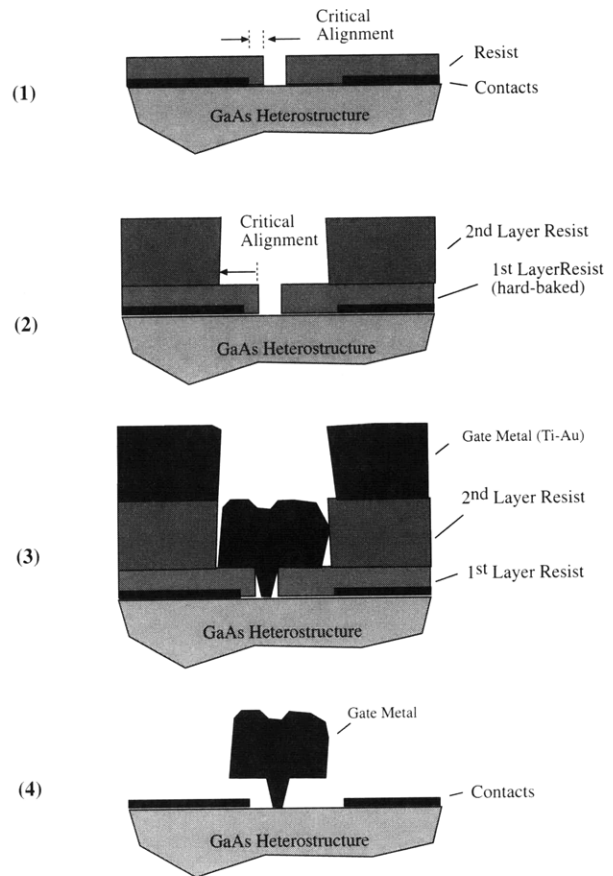 Critical
Alignment
(1)
Resist
Contacts
GaAs Heterostructure
Critical
Alignment
2nd Layer Resist
1st LayerResist
(hard-baked)
(2)
GaAs Heterostructure
Gate Metal (Ti-Au)
2nd Layer Resist
(3)
1st Layer Resist
GaAs Heterostructure
Gate Metal
(4)
Contacts
GaAs Heterostructure